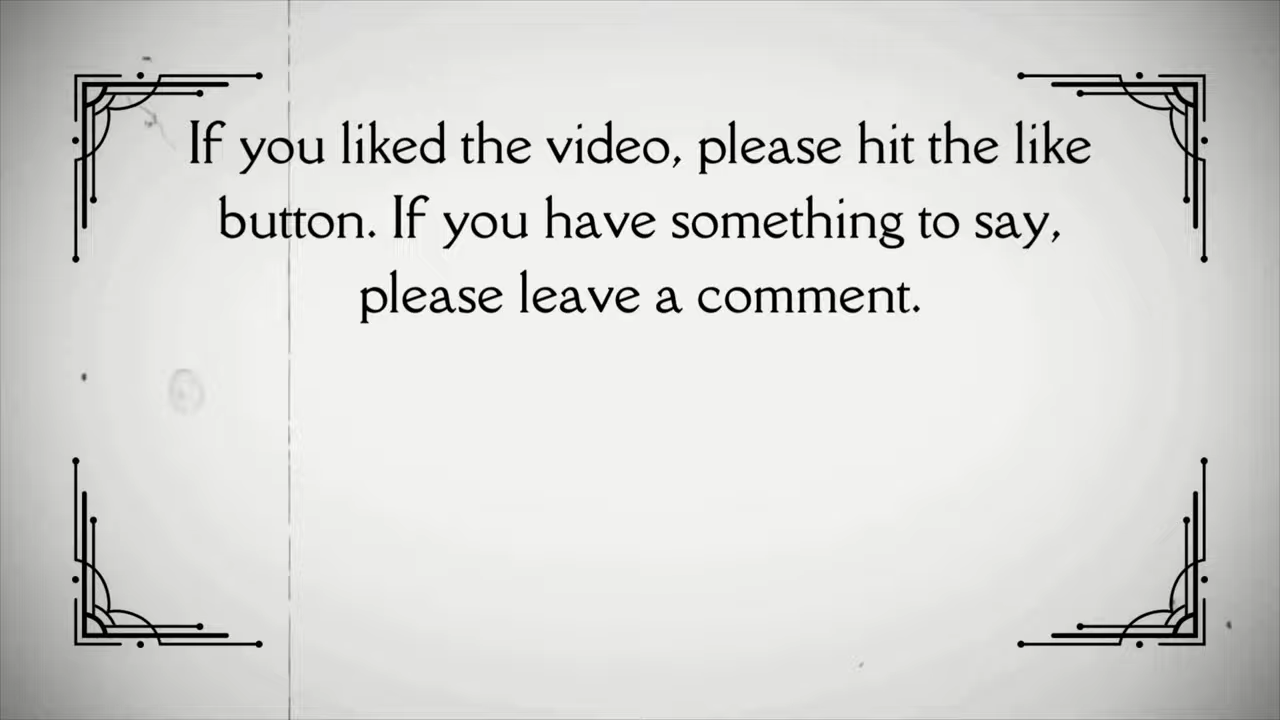 If you liked the video, please hit the like
button. If you have something to say,
please leave a comment.